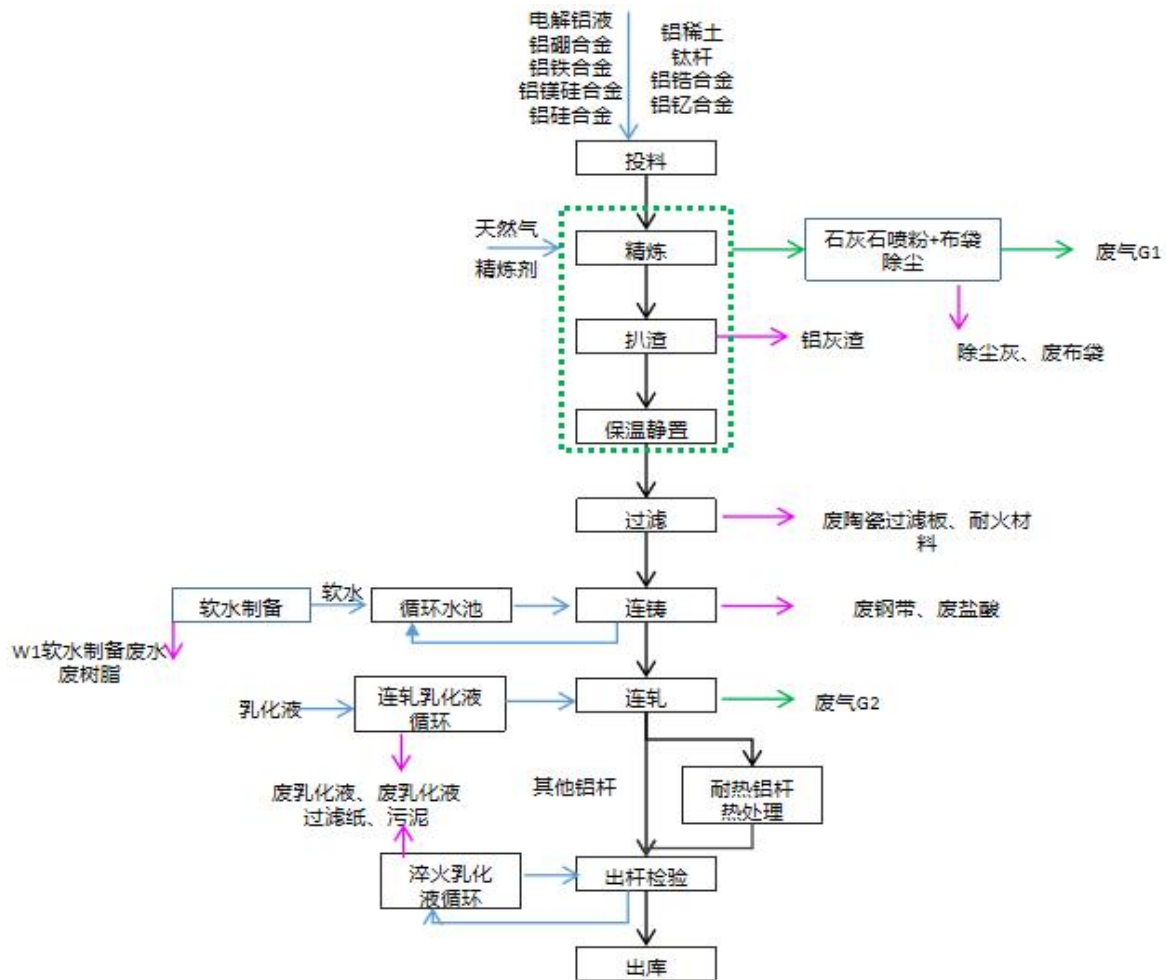 电解铝液
铝硼合金
铝铁合金
铝镁硅合金
铝硅合金
铝稀土
钛杆
铝锆合金
铝钇合金
投料
天然气
精炼剂
精炼
石灰石喷粉+布袋
除尘
废气G1
扒渣
铝灰渣
除尘灰、废布袋
保温静置
过滤
废陶瓷过滤板、耐火材
料
软水制备
软水
循环水池
连铸
废钢带、废盐酸
W1软水制备废水
废树脂
乳化液
连轧乳化液
循环
连轧
废气G2
其他铝杆
耐热铝杆
热处理
废乳化液、废乳化液
过滤纸、污泥
淬火乳化
液循环
出杆检验
出库